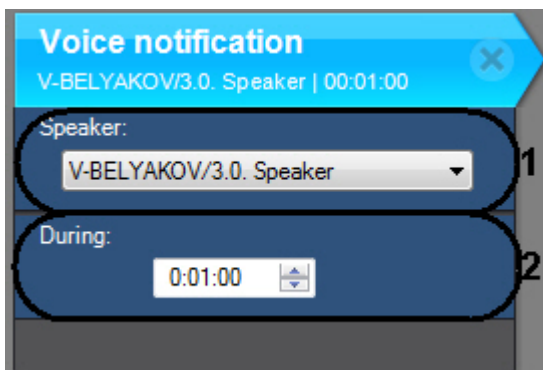 Voice notification
V-BELYAKOV/3.0. Speaker | 00:01:00
Speaker:
V-BELYAKOV/3.0. Speaker
1
During:
0:01:00
2